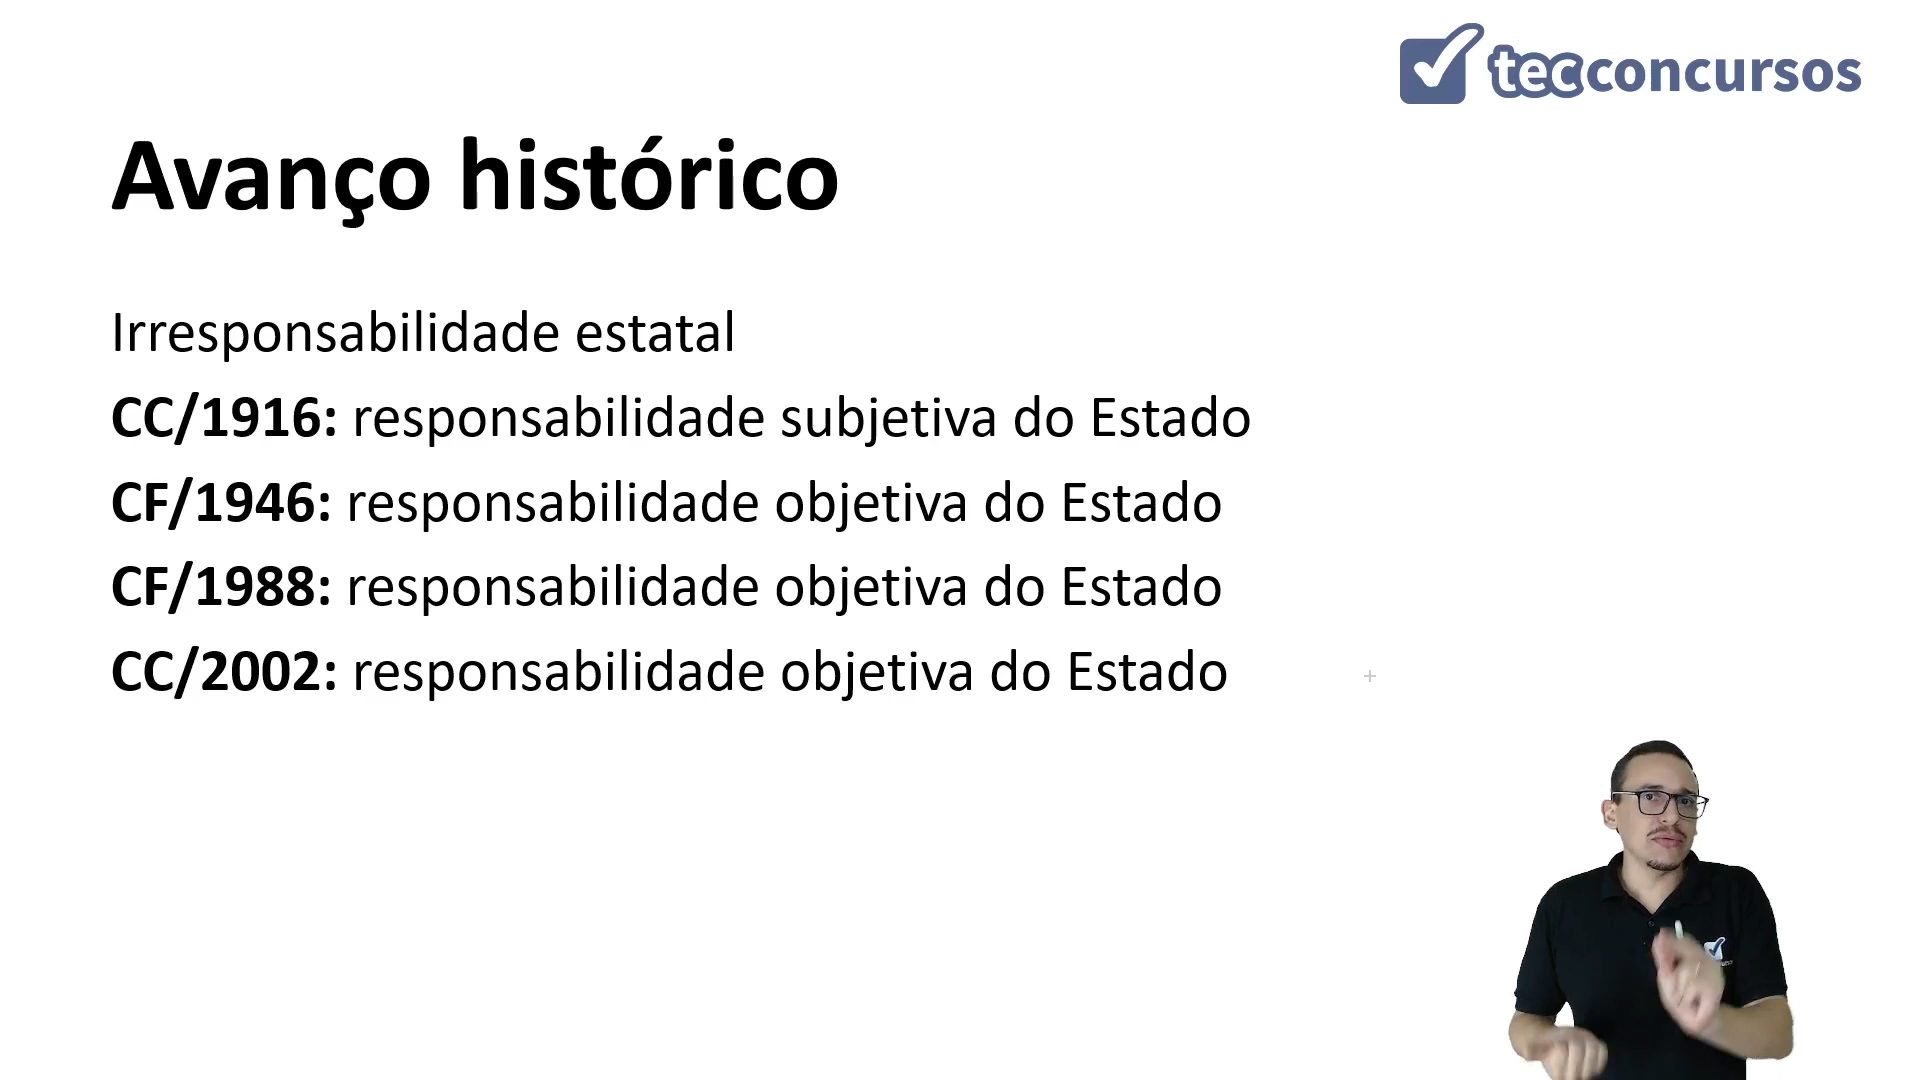 tecconcursos
Avanço histórico
Irresponsabilidade estatal
CC/1916: responsabilidade subjetiva do Estado
CF/1946: responsabilidade objetiva do Estado
CF/1988: responsabilidade objetiva do Estado
CC/2002: responsabilidade objetiva do Estado